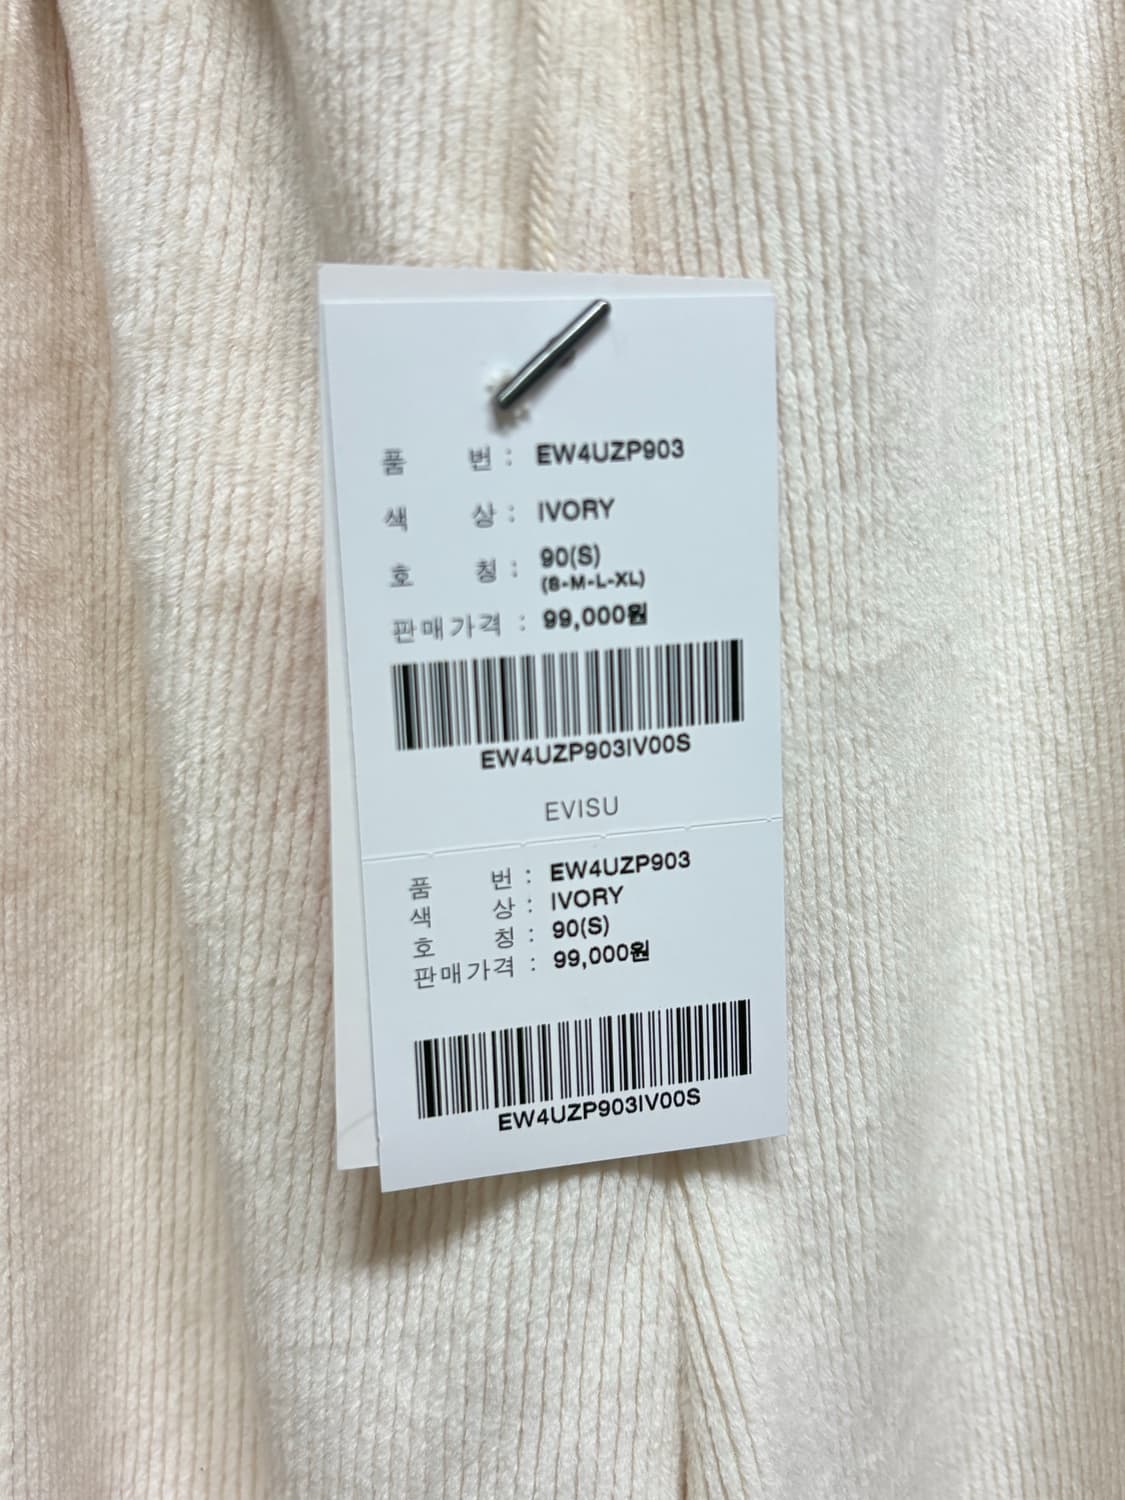 품 번 : EW4UZP903
색 상 : IVORY
호 칭 : 90(S)
(S-M-L-XL)
판매가격 : 99,000원
EW4UZP903IV00S
EVISU
품 번 : EW4UZP903
색 상 : IVORY
호 칭 : 90(S)
판매가격 : 99,000원
EW4UZP903IV00S